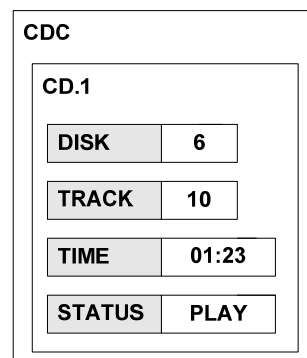 CDC
CD.1
DISK 6
TRACK 10
TIME 01:23
STATUS PLAY